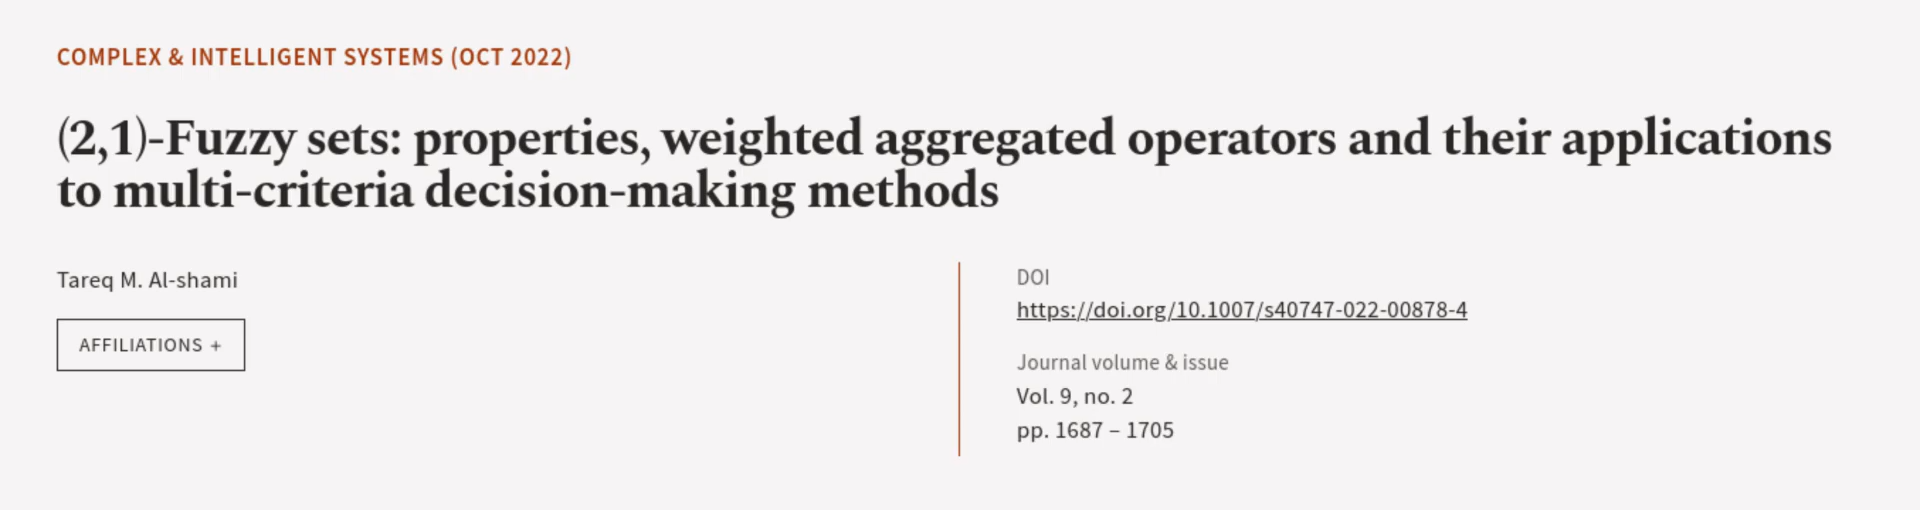 COMPLEX & INTELLIGENT SYSTEMS (OCT 2022)
(2,1)-Fuzzy sets: properties, weighted aggregated operators and their applications
to multi-criteria decision-making methods
Tareq M. Al-shami
AFFILIATIONS +
DOI
https://doi.org/10.1007/s40747-022-00878-4
Journal volume & issue
Vol. 9, no. 2
pp. 1687 – 1705